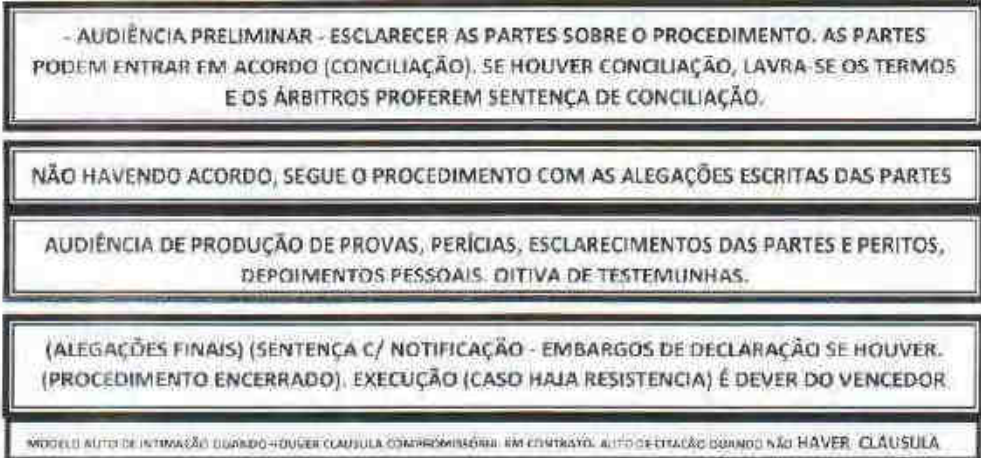 - AUDIÊNCIA PRELIMINAR - ESCLARECER AS PARTES SOBRE O PROCEDIMENTO. AS PARTES
PODEM ENTRAR EM ACORDO (CONCILIAÇÃO). SE HOUVER CONCILIAÇÃO, LAVRA-SE OS TERMOS
E OS ÁRBITROS PROFEREM SENTENÇA DE CONCILIAÇÃO.
NÃO HAVENDO ACORDO, SEGUE O PROCEDIMENTO COM AS ALEGAÇÕES ESCRITAS DAS PARTES
AUDIÊNCIA DE PRODUÇÃO DE PROVAS, PERÍCIAS, ESCLARECIMENTOS DAS PARTES E PERITOS,
DEPOIMENTOS PESSOAIS. OITIVA DE TESTEMUNHAS.
(ALEGAÇÕES FINAIS) (SENTENÇA C/ NOTIFICAÇÃO - EMBARGOS DE DECLARAÇÃO SE HOUVER.
(PROCEDIMENTO ENCERRADO). EXECUÇÃO (CASO HAJA RESISTENCIA) É DEVER DO VENCEDOR
MODELO AUTO DE INTIMAÇÃO QUANDO HOUVER CLAUSULA COMPROMISSÓRIA EM CONTRATO. AUTO DE CITAÇÃO QUANDO NÃO HAVER CLAUSULA